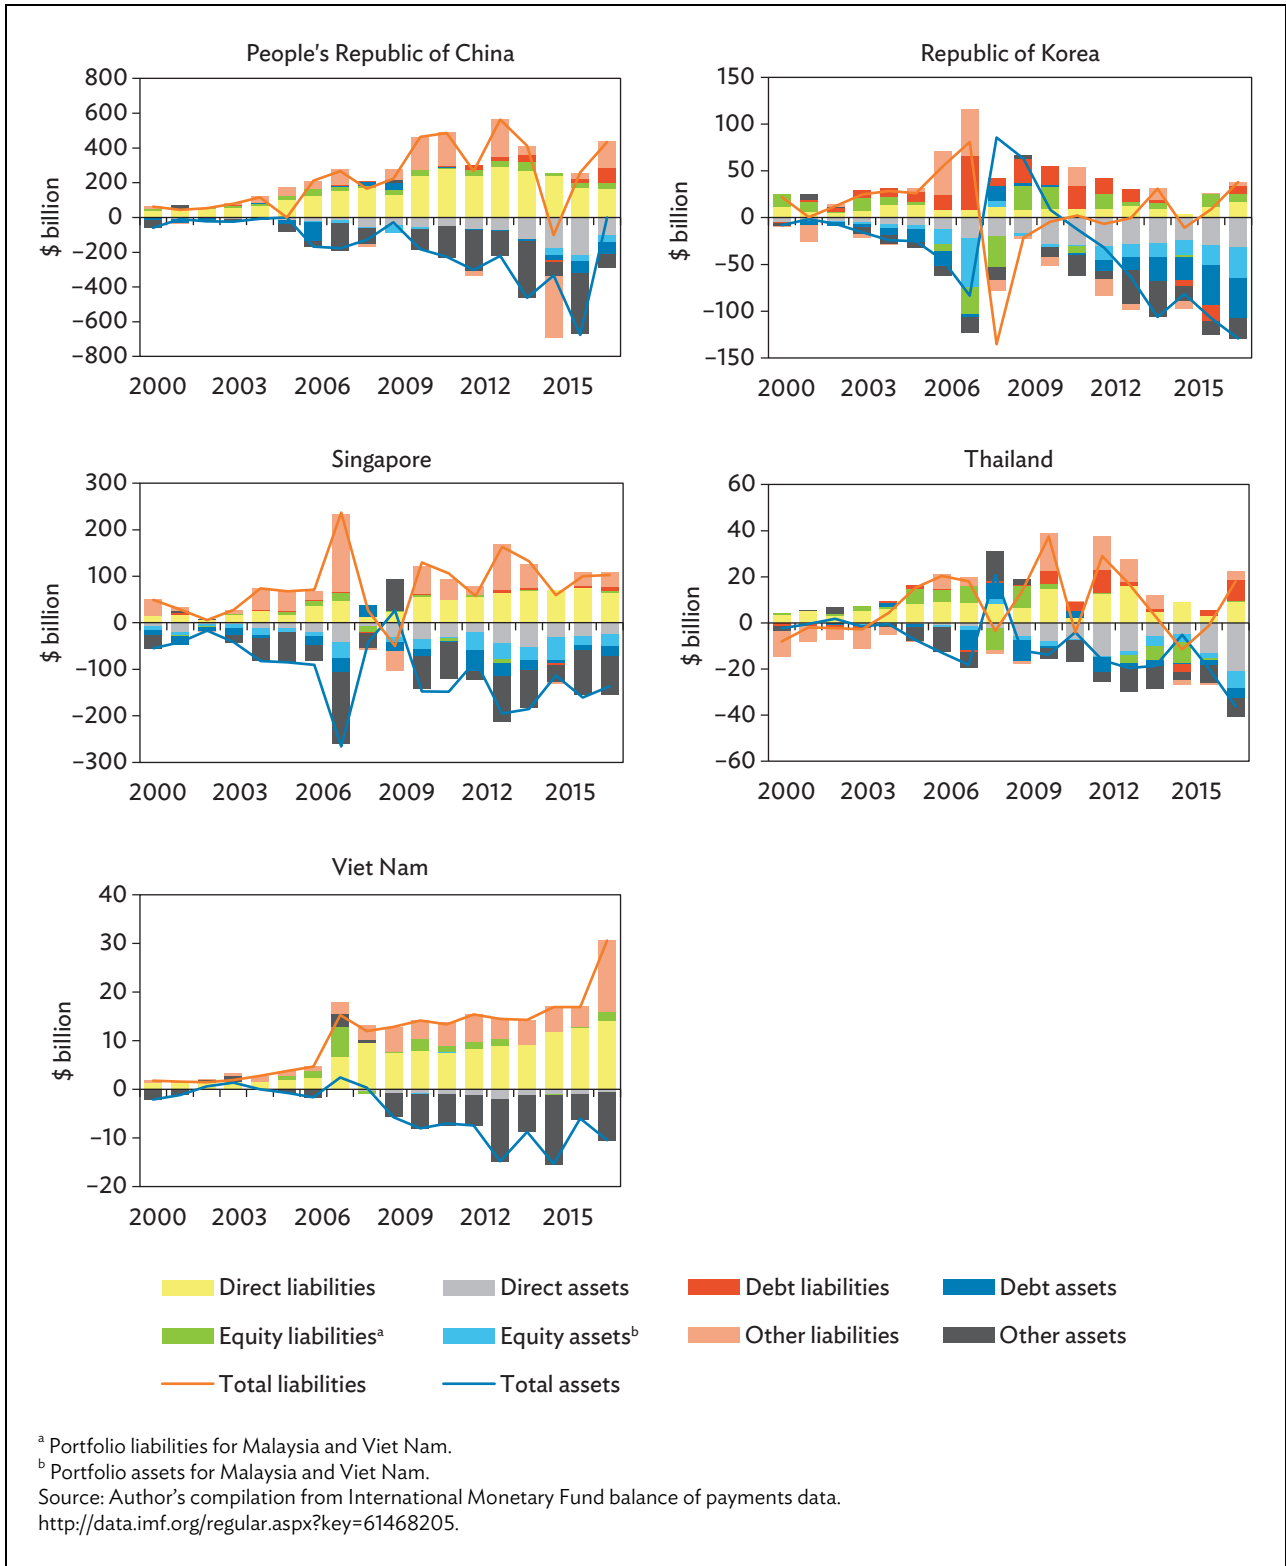 People's Republic of China
800
600
400
200
0
–200
–400
–600
–800
$ billion
2000 2003 2006 2009 2012 2015
Republic of Korea
150
100
50
0
–50
–100
–150
$ billion
2000 2003 2006 2009 2012 2015
Singapore
300
200
100
0
–100
–200
–300
$ billion
2000 2003 2006 2009 2012 2015
Thailand
60
40
20
0
–20
–40
–60
$ billion
2000 2003 2006 2009 2012 2015
Viet Nam
40
30
20
10
0
–10
–20
$ billion
2000 2003 2006 2009 2012 2015
Direct liabilities Direct assets Debt liabilities Debt assets
Equity liabilitiesᵃ Equity assetsᵇ Other liabilities Other assets
Total liabilities Total assets
ᵃ Portfolio liabilities for Malaysia and Viet Nam.
ᵇ Portfolio assets for Malaysia and Viet Nam.
Source: Author's compilation from International Monetary Fund balance of payments data.
http://data.imf.org/regular.aspx?key=61468205.